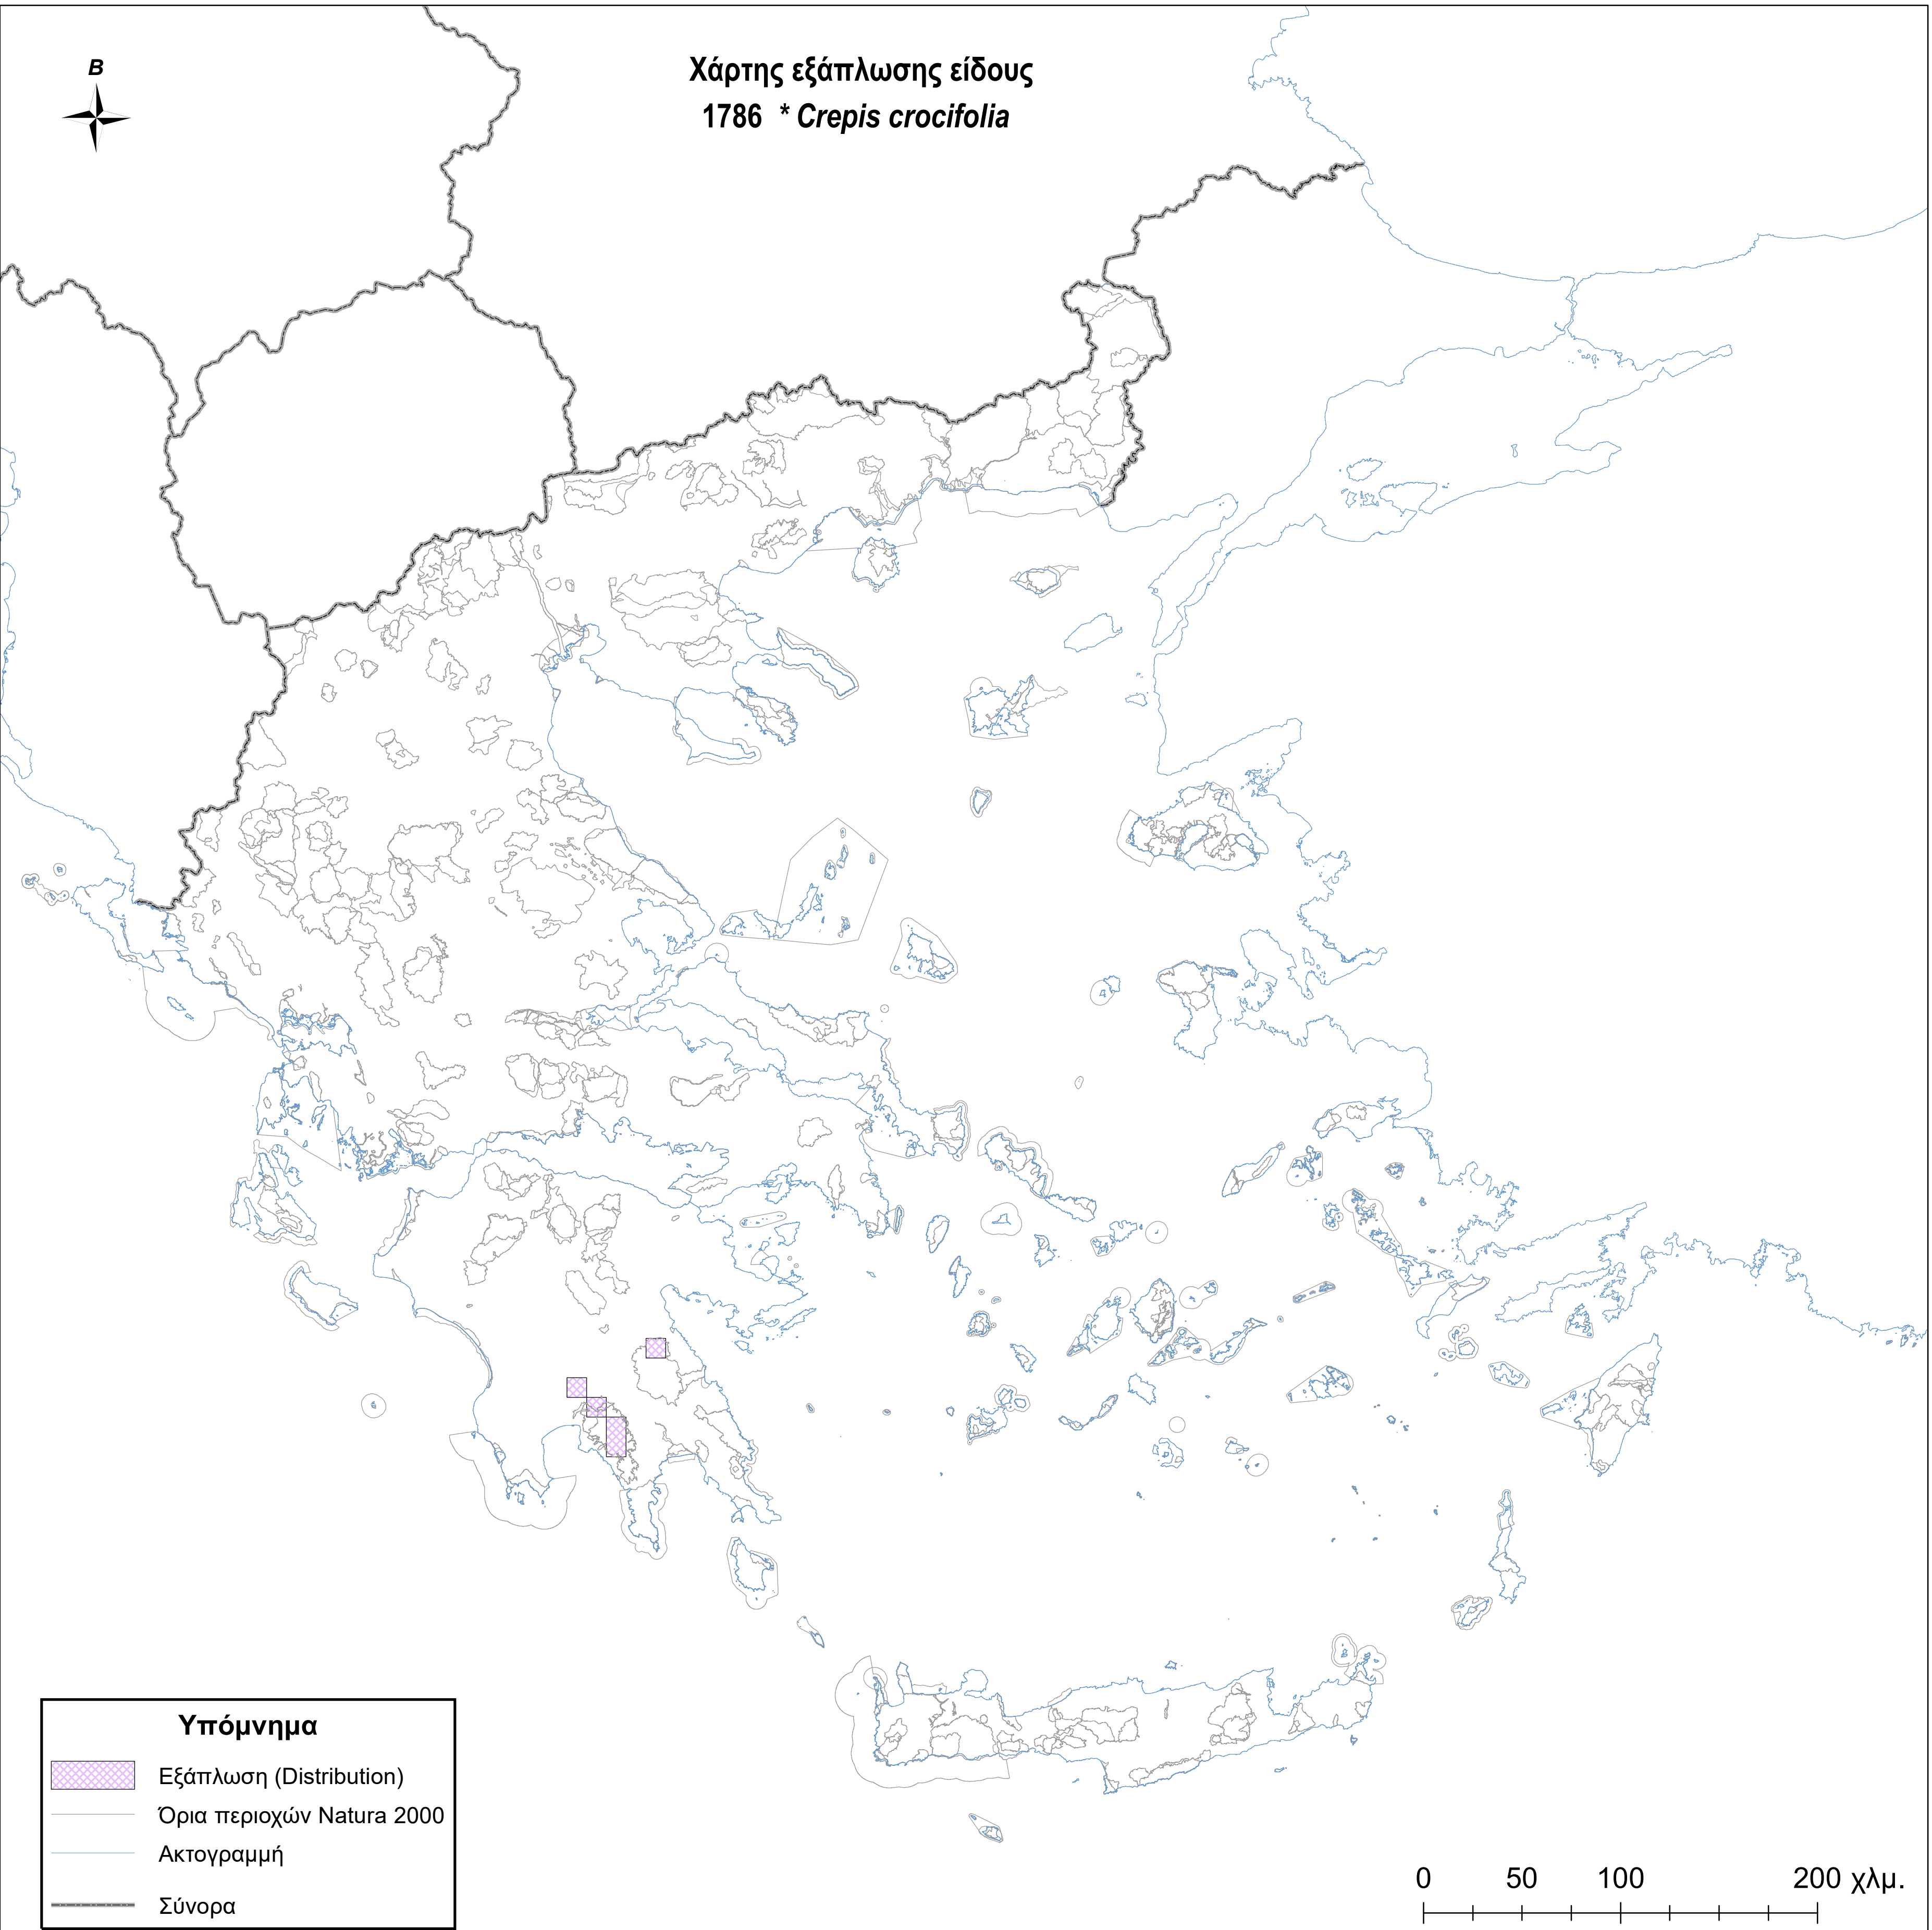 Χάρτης εξάπλωσης είδους
1786 * Crepis crocifolia
Β
Υπόμνημα
Εξάπλωση (Distribution)
Όρια περιοχών Natura 2000
Ακτογραμμή
Σύνορα
0 50 100 200 χλμ.